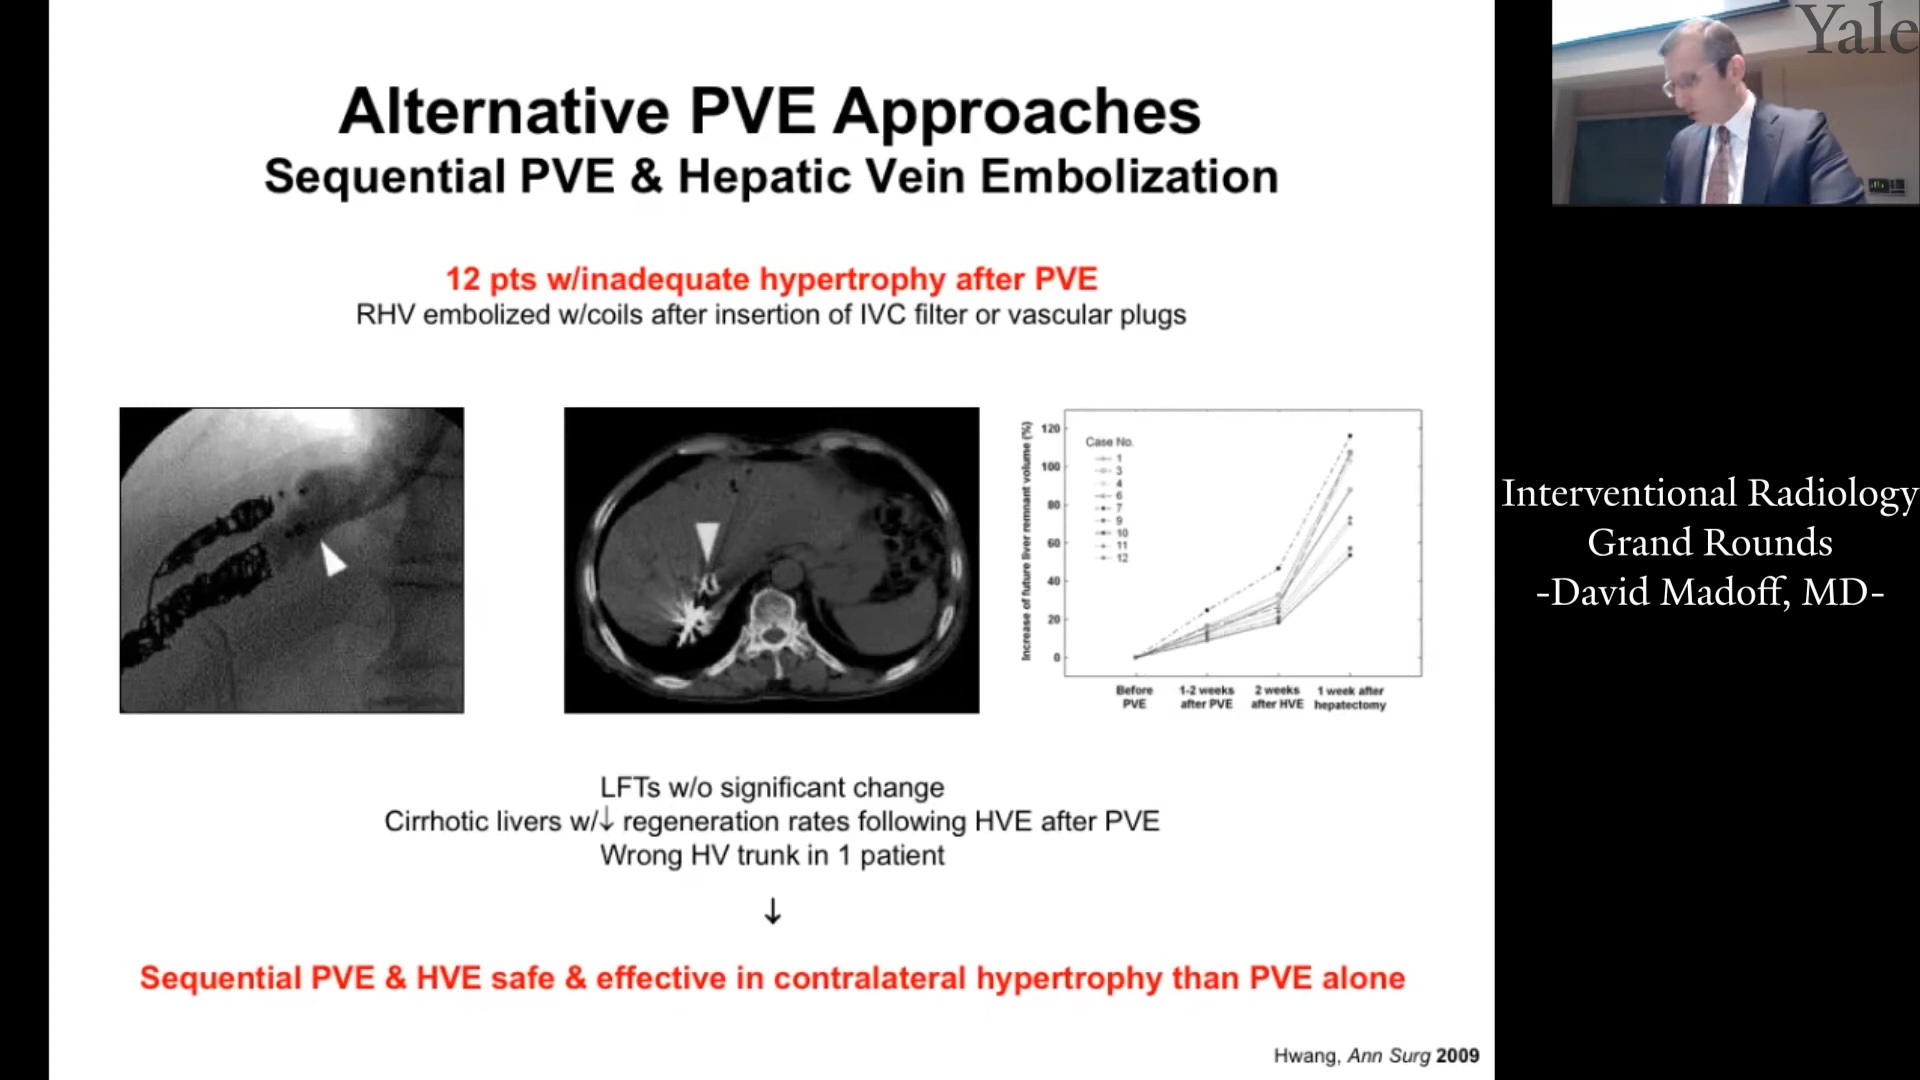 Alternative PVE Approaches
Sequential PVE & Hepatic Vein Embolization
12 pts w/inadequate hypertrophy after PVE
RHV embolized w/coils after insertion of IVC filter or vascular plugs
Increase of future liver remnant volume (%)
120
100
80
60
40
20
0
Case No.
1
3
4
6
7
9
10
11
12
Before PVE
1-2 weeks after PVE
2 weeks after HVE
1 week after hepatectomy
LFTs w/o significant change
Cirrhotic livers w/↓ regeneration rates following HVE after PVE
Wrong HV trunk in 1 patient
↓
Sequential PVE & HVE safe & effective in contralateral hypertrophy than PVE alone
Hwang, Ann Surg 2009
Yale
Interventional Radiology
Grand Rounds
-David Madoff, MD-